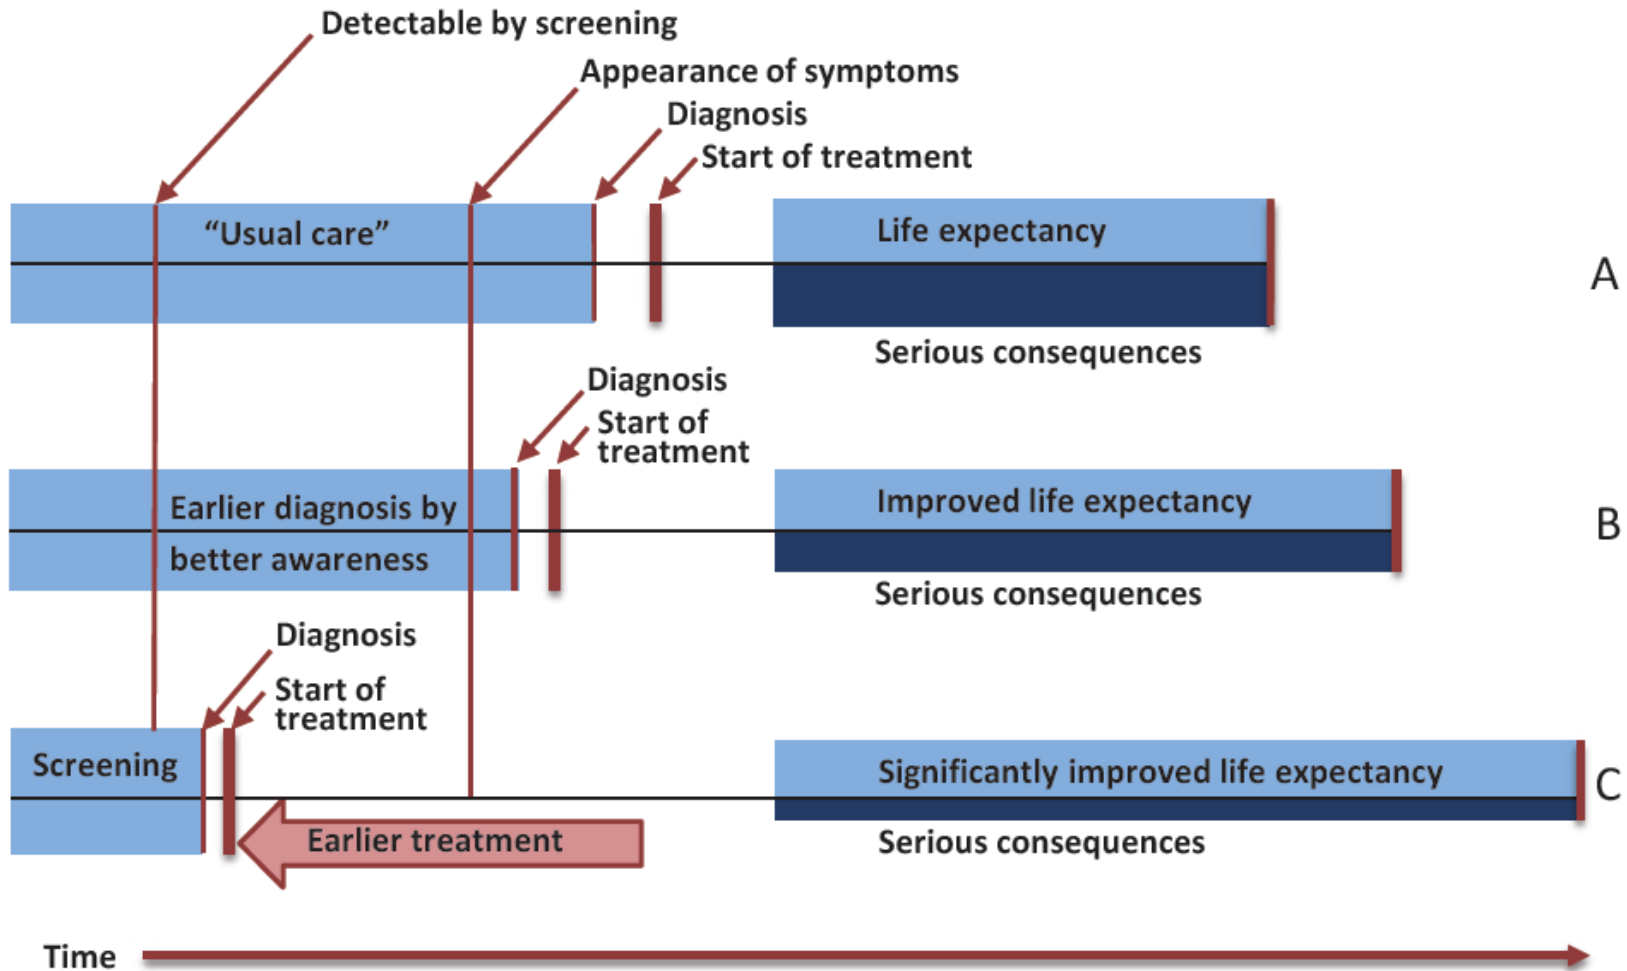 Detectable by screening
Appearance of symptoms
Diagnosis
Start of treatment
“Usual care”
Life expectancy
A
Serious consequences
Diagnosis
Start of
treatment
Earlier diagnosis by
better awareness
Improved life expectancy
B
Serious consequences
Diagnosis
Start of
treatment
Screening
Significantly improved life expectancy
C
Earlier treatment
Serious consequences
Time